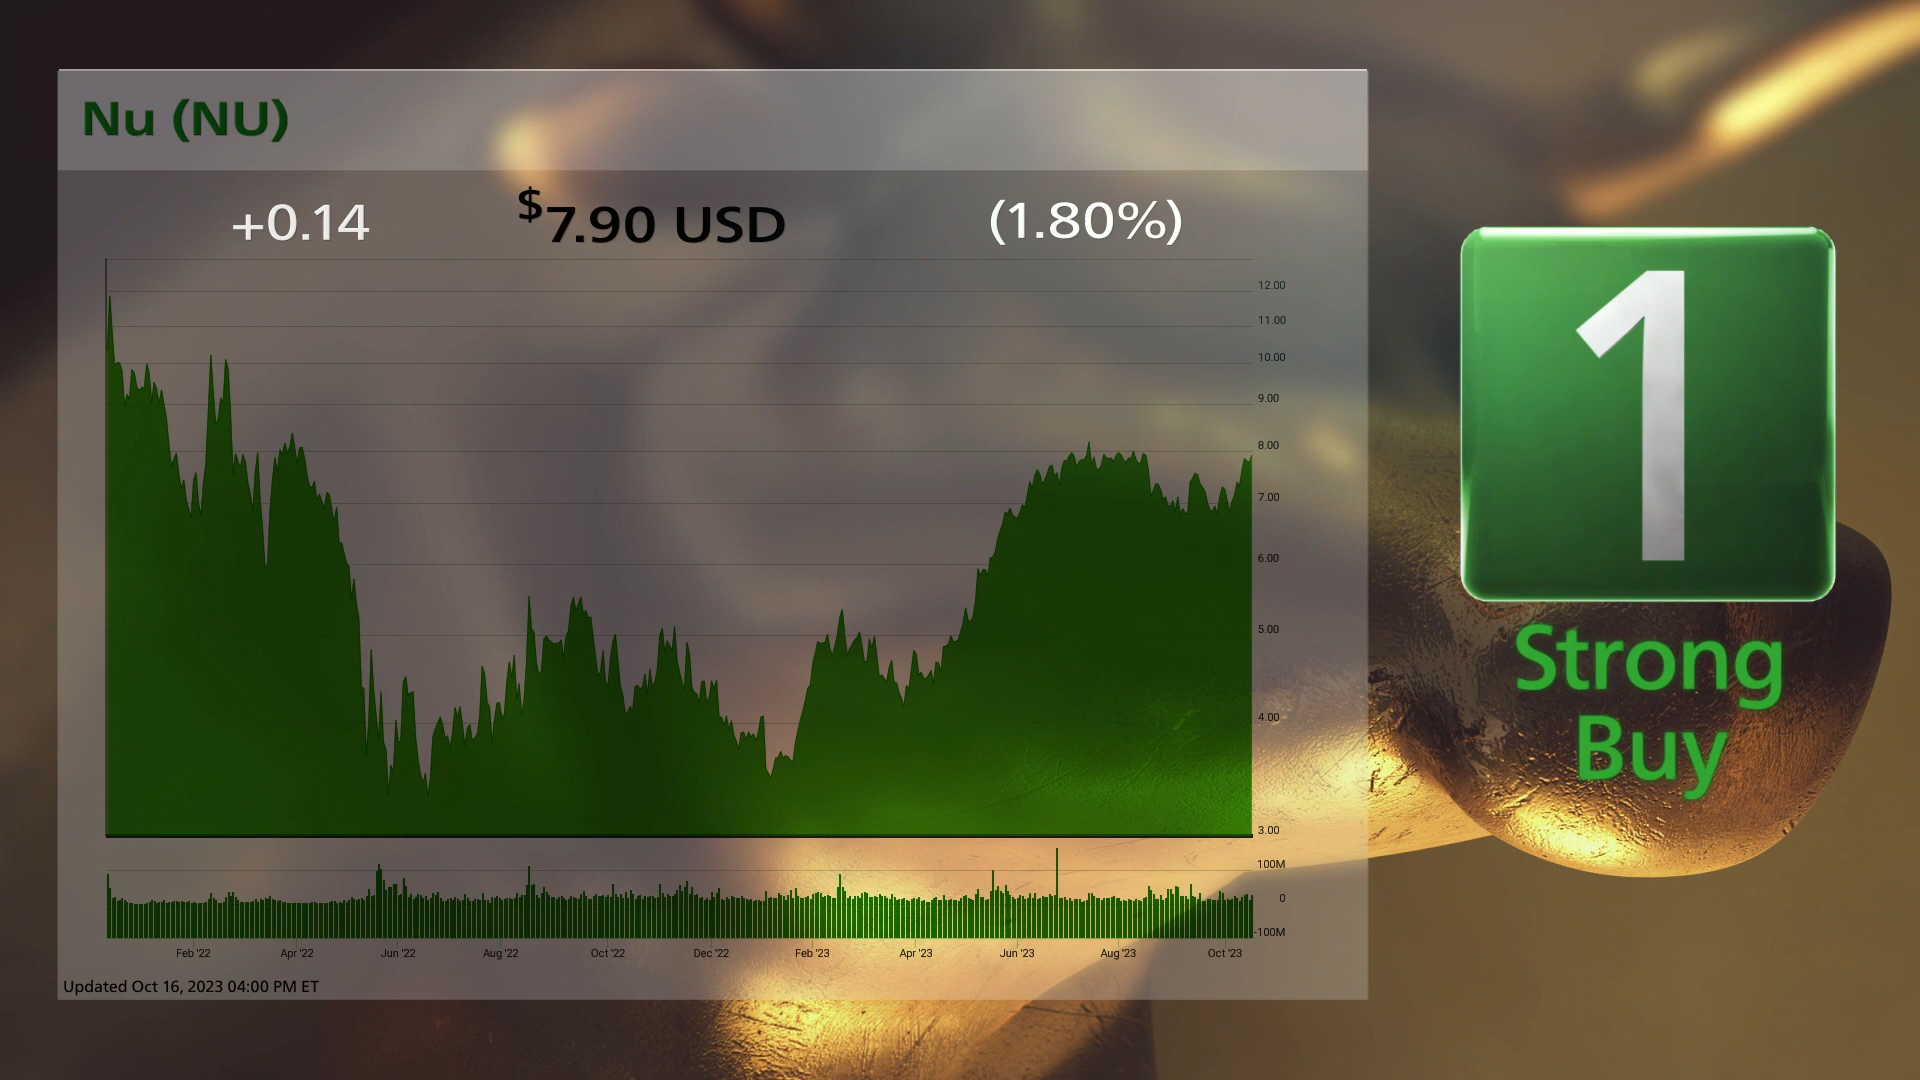 Nu (NU)
+0.14 $7.90 USD (1.80%)
12.00
11.00
10.00
9.00
8.00
7.00
6.00
5.00
4.00
3.00
100M
0
-100M
Feb '22 Apr '22 Jun '22 Aug '22 Oct '22 Dec '22 Feb '23 Apr '23 Jun '23 Aug '23 Oct '23
Updated Oct 16, 2023 04:00 PM ET
1
Strong
Buy